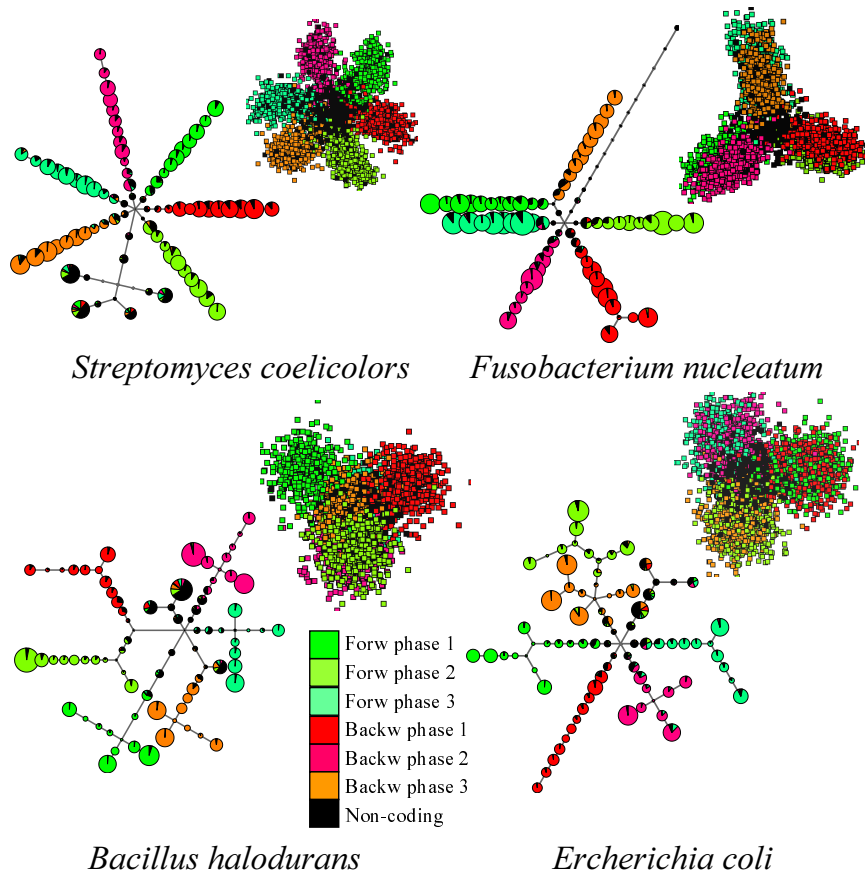 Streptomyces coelicolors
Fusobacterium nucleatum
Forw phase 1
Forw phase 2
Forw phase 3
Backw phase 1
Backw phase 2
Backw phase 3
Non-coding
Bacillus halodurans
Ercherichia coli